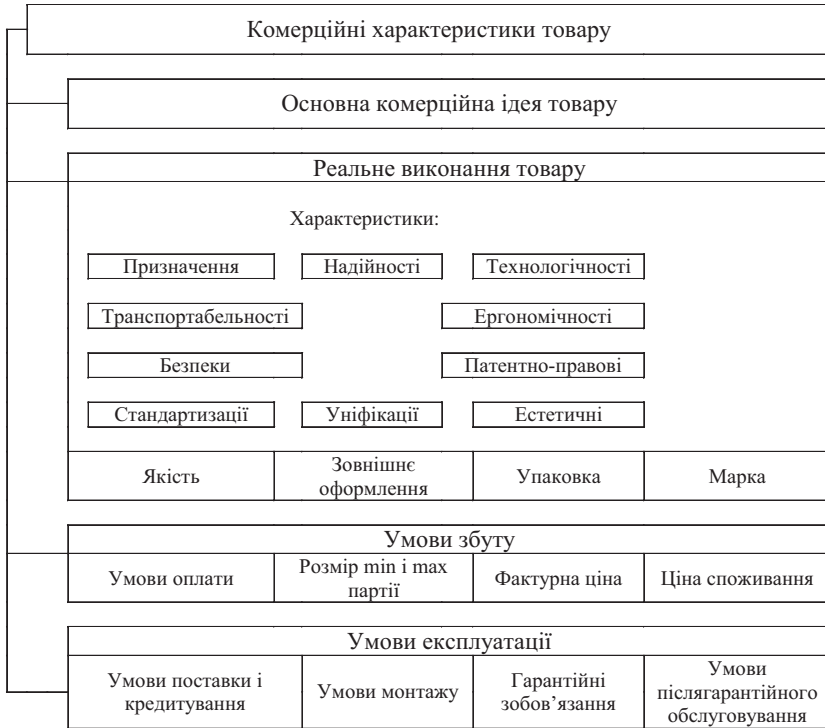 Комерційні характеристики товару
Основна комерційна ідея товару
Реальне виконання товару
Характеристики:
Призначення Надійності Технологічності
Транспортабельності Ергономічності
Безпеки Патентно-правові
Стандартизації Уніфікації Естетичні
Якість
Зовнішнє
оформлення
Упаковка
Марка
Умови збуту
Умови оплати
Розмір min і max
партії
Фактурна ціна
Ціна споживання
Умови експлуатації
Умови поставки і
кредитування
Умови монтажу
Гарантійні
зобов’язання
Умови
післягарантійного
обслуговування